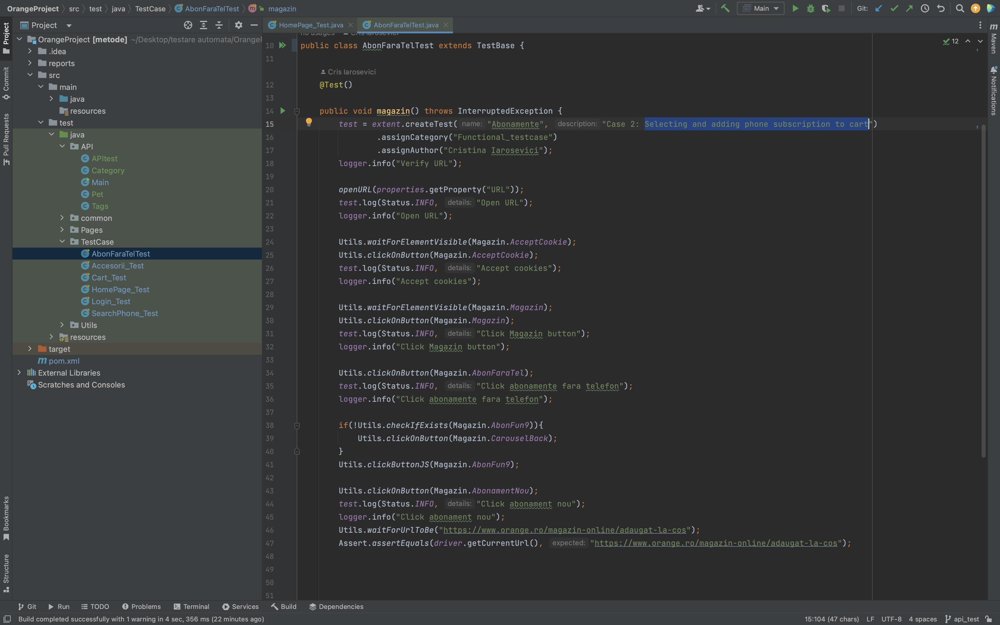 OrangeProject src test java TestCase AbonFaraTelTest magazin
Main
Git:
Project
HomePage_Test.java
AbonFaraTelTest.java
OrangeProject [metode] ~/Desktop/testare automata/OrangeP
.idea
reports
src
main
java
resources
test
java
API
APItest
Category
Main
Pet
Tags
common
Pages
TestCase
AbonFaraTelTest
Accesorii_Test
Cart_Test
HomePage_Test
Login_Test
SearchPhone_Test
Utils
resources
target
pom.xml
External Libraries
Scratches and Consoles
Project
Commit
Pull Requests
Bookmarks
Structure
no usages Cris Iarosevici
10 public class AbonFaraTelTest extends TestBase {
11
Cris Iarosevici
12 @Test()
13
14 public void magazin() throws InterruptedException {
15 test = extent.createTest( name: "Abonamente", description: "Case 2: Selecting and adding phone subscription to cart")
16 .assignCategory("Functional_testcase")
17 .assignAuthor("Cristina Iarosevici");
18 logger.info("Verify URL");
19
20 openURL(properties.getProperty("URL"));
21 test.log(Status.INFO, details: "Open URL");
22 logger.info("Open URL");
23
24 Utils.waitForElementVisible(Magazin.AcceptCookie);
25 Utils.clickOnButton(Magazin.AcceptCookie);
26 test.log(Status.INFO, details: "Accept cookies");
27 logger.info("Accept cookies");
28
29 Utils.waitForElementVisible(Magazin.Magazin);
30 Utils.clickOnButton(Magazin.Magazin);
31 test.log(Status.INFO, details: "Click Magazin button");
32 logger.info("Click Magazin button");
33
34 Utils.clickOnButton(Magazin.AbonFaraTel);
35 test.log(Status.INFO, details: "Click abonamente fara telefon");
36 logger.info("Click abonamente fara telefon");
37
38 if(!Utils.checkIfExists(Magazin.AbonFun9)){
39 Utils.clickOnButton(Magazin.CarouselBack);
40 }
41 Utils.clickButtonJS(Magazin.AbonFun9);
42
43 Utils.clickOnButton(Magazin.AbonamentNou);
44 test.log(Status.INFO, details: "Click abonament nou");
45 logger.info("Click abonament nou");
46 Utils.waitForUrlToBe("https://www.orange.ro/magazin-online/adaugat-la-cos");
47 Assert.assertEquals(driver.getCurrentUrl(), expected: "https://www.orange.ro/magazin-online/adaugat-la-cos");
48
49
50
51
12
Maven
Notifications
Git Run TODO Problems Terminal Services Build Dependencies
Build completed successfully with 1 warning in 4 sec, 356 ms (22 minutes ago)
15:104 (47 chars) LF UTF-8 4 spaces api_test